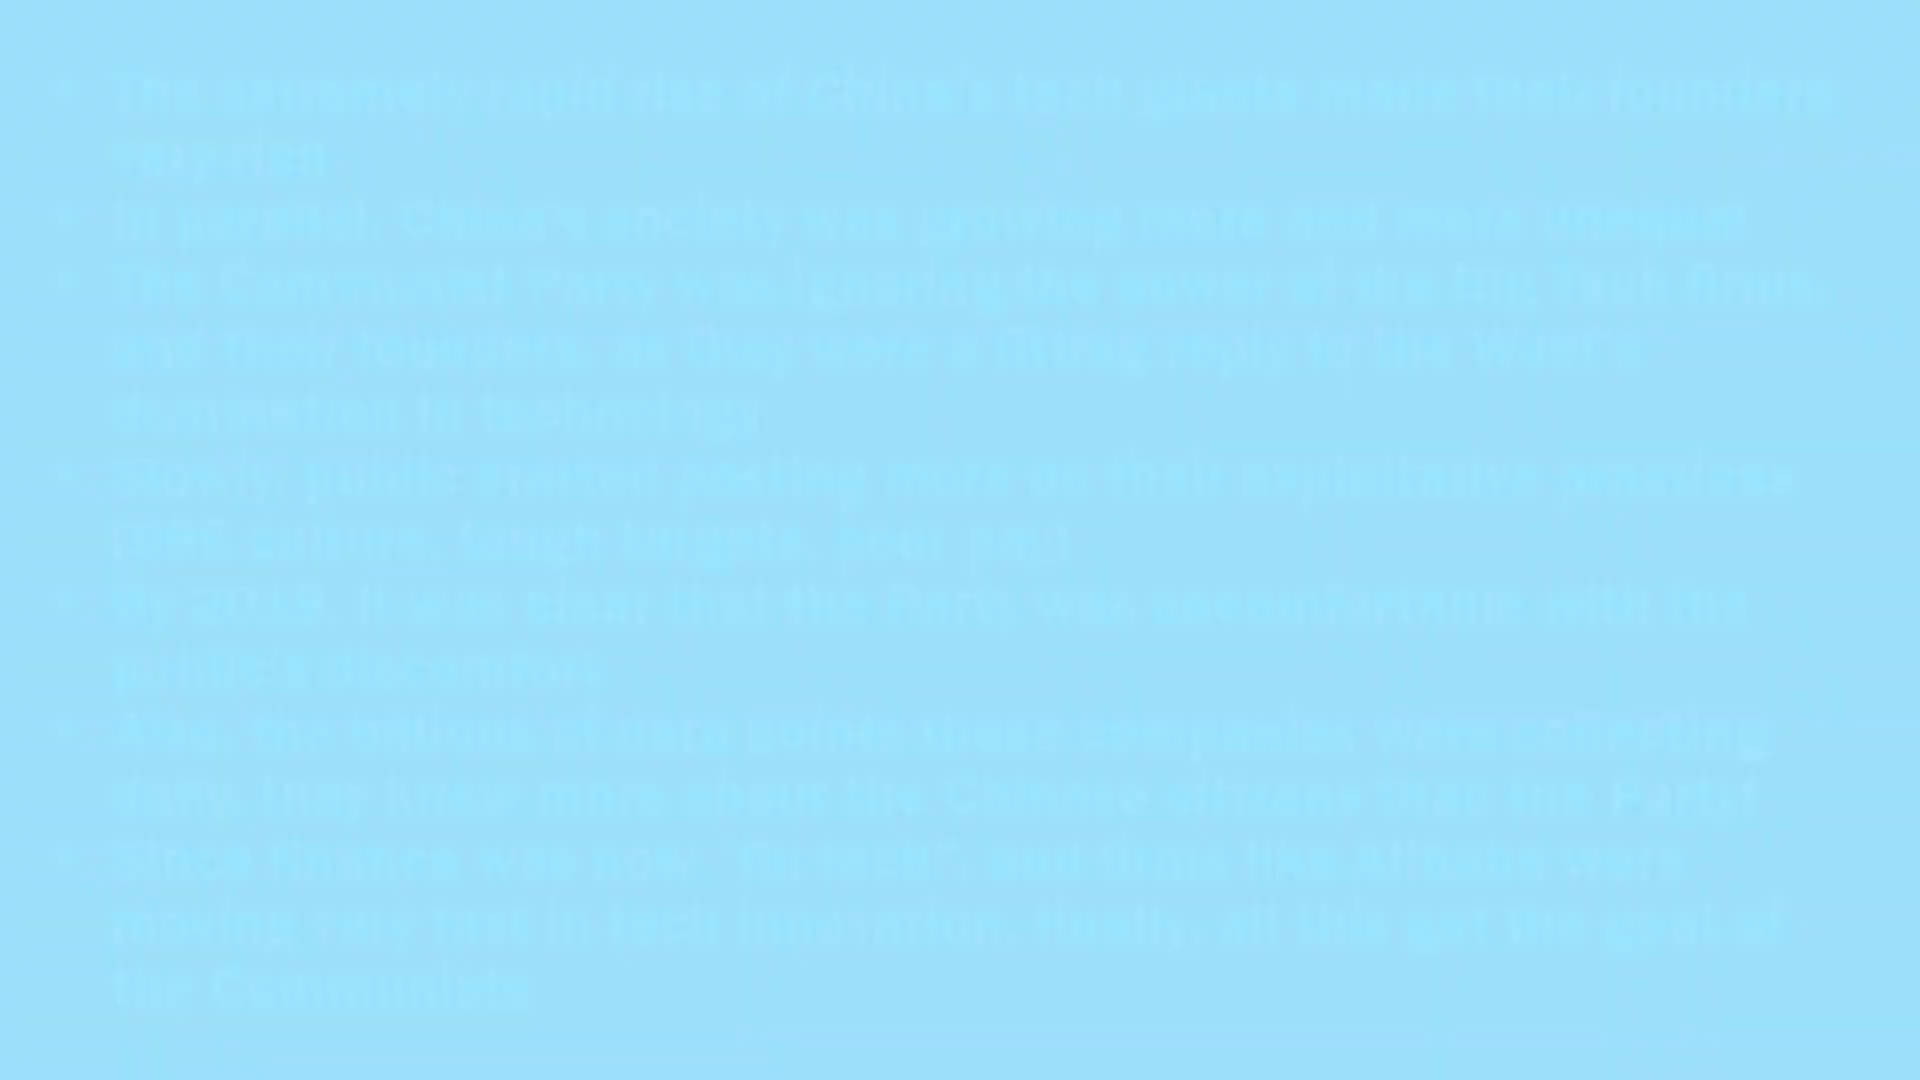 • The extremely rapid rise of China's tech giants made their founders
very rich
• In parallel, China's society was growing more and more unequal
• The Communist Party was ignoring the power of the Big Tech firms,
and their founders, as they were a fitting reply to the West's
domination in technology
• Slowly, public started posting more on their exploitative practices
(996 culture, tough targets, poor pay)
• By 2019, it was clear that the Party was uncomfortable with the
public's discomfort
• Also, the billions of data points these companies were collecting
daily, they knew more about the Chinese citizens than the Party!
• Since finance was now "fin tech", and firms like Alibaba were
moving very fast in tech innovation, finally, all this got the goat of
the Communists